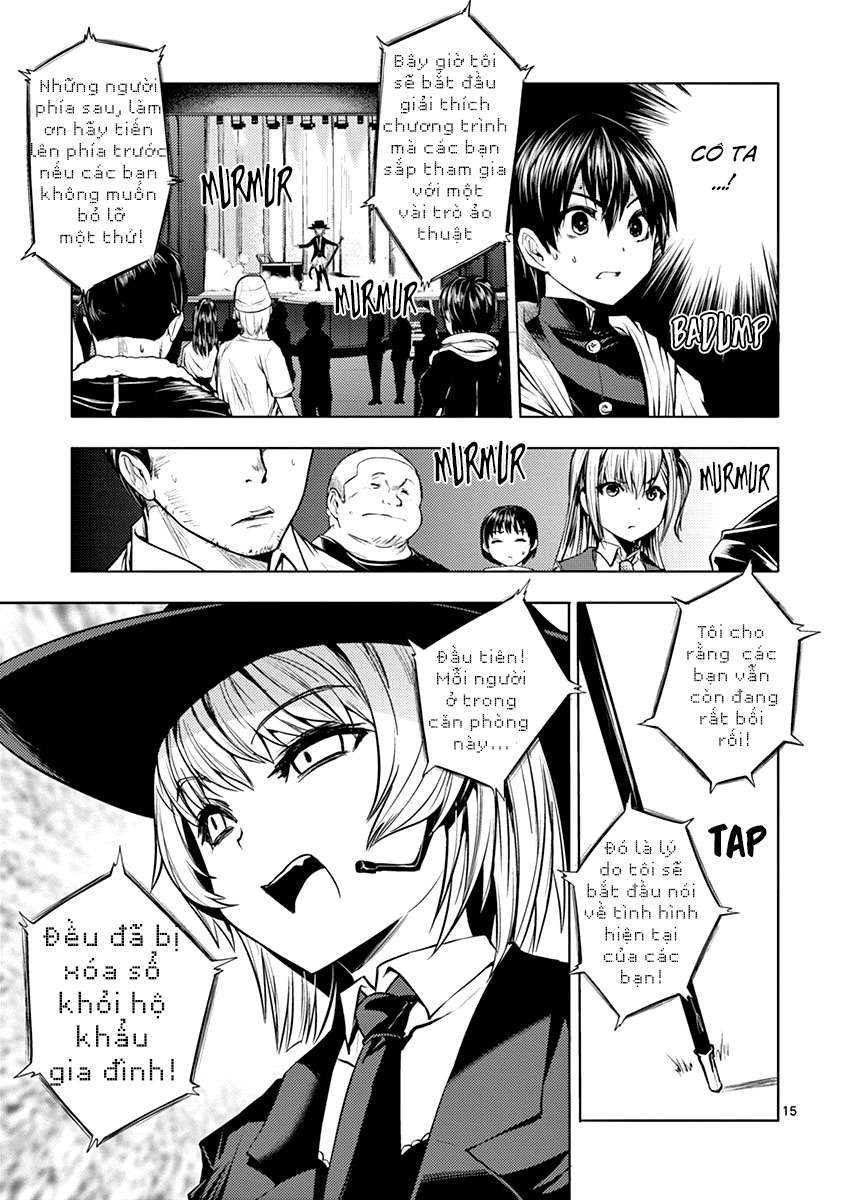 CÔ TA
...!
BADUMP
Bây giờ tôi
sẽ bắt đầu
giải thích
chương trình
mà các bạn
sắp tham gia
với một
vài trò ảo
thuật
MURMUR
MURMUR
Những người
phía sau, làm
ơn hãy tiến
lên phía trước
nếu các bạn
không muốn
bỏ lỡ
một thứ!
MURMUR
MURMUR
Tôi cho
rằng các
bạn vẫn
còn đang
rất bối
rối!
TAP
Đó là lý
do tôi sẽ
bắt đầu nói
về tình hình
hiện tại
của các
bạn!
Đầu tiên!
Mỗi người
ở trong
căn phòng
này...
Đều đã bị
xóa sổ
khỏi hộ
khẩu
gia đình!
15